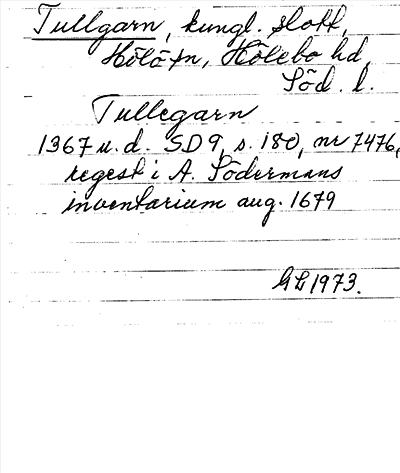 Tullgarn, kungl. slott,
Hölö sn, Hölebo hd,
Söd. l.
Tullegarn
1367 u.d. SD 9, s. 180, nr 7476,
regest i A. Södermans
inventarium aug. 1679
GL 1973.